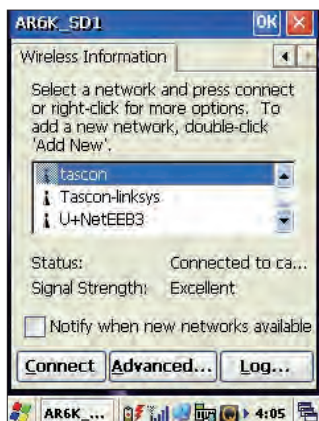 AR6K_SD1 OK
Wireless Information
Select a network and press connect
or right-click for more options. To
add a new network, double-click
'Add New'.
tascon
Tascon-linksys
U+NetEEB3
Status: Connected to ca...
Signal Strength: Excellent
Notify when new networks available
Connect Advanced... Log...
AR6K_... 4:05